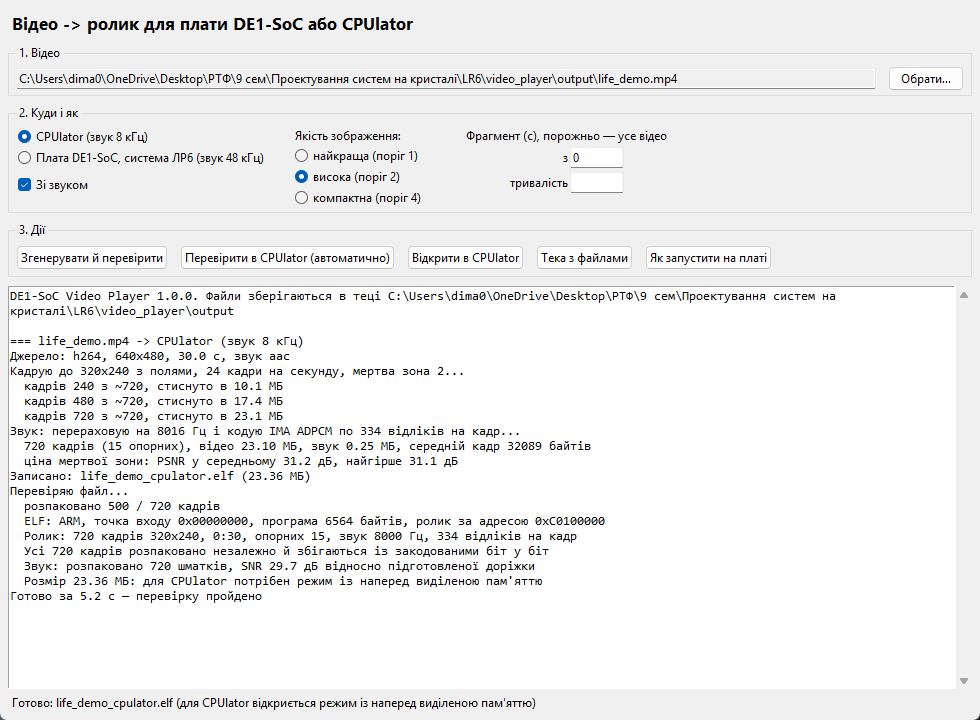 Відео -> ролик для плати DE1-SoC або CPUlator
1. Відео
C:\Users\dima0\OneDrive\Desktop\РТФ\9 сем\Проектування систем на кристалі\LR6\video_player\output\life_demo.mp4
Обрати...
2. Куди і як
CPUlator (звук 8 кГц)
Плата DE1-SoC, система ЛР6 (звук 48 кГц)
Зі звуком
Якість зображення:
найкраща (поріг 1)
висока (поріг 2)
компактна (поріг 4)
Фрагмент (с), порожньо — усе відео
з 0
тривалість
3. Дії
Згенерувати й перевірити
Перевірити в CPUlator (автоматично)
Відкрити в CPUlator
Тека з файлами
Як запустити на платі
DE1-SoC Video Player 1.0.0. Файли зберігаються в теці C:\Users\dima0\OneDrive\Desktop\РТФ\9 сем\Проектування систем на
кристалі\LR6\video_player\output
=== life_demo.mp4 -> CPUlator (звук 8 кГц)
Джерело: h264, 640x480, 30.0 с, звук aac
Кадрую до 320x240 з полями, 24 кадри на секунду, мертва зона 2...
кадрів 240 з ~720, стиснуто в 10.1 МБ
кадрів 480 з ~720, стиснуто в 17.4 МБ
кадрів 720 з ~720, стиснуто в 23.1 МБ
Звук: перераховую на 8016 Гц і кодую IMA ADPCM по 334 відліків на кадр...
720 кадрів (15 опорних), відео 23.10 МБ, звук 0.25 МБ, середній кадр 32089 байтів
ціна мертвої зони: PSNR у середньому 31.2 дБ, найгірше 31.1 дБ
Записано: life_demo_cpulator.elf (23.36 МБ)
Перевіряю файл...
розпаковано 500 / 720 кадрів
ELF: ARM, точка входу 0x00000000, програма 6564 байтів, ролик за адресою 0xC0100000
Ролик: 720 кадрів 320x240, 0:30, опорних 15, звук 8000 Гц, 334 відліків на кадр
Усі 720 кадрів розпаковано незалежно й збігаються із закодованими біт у біт
Звук: розпаковано 720 шматків, SNR 29.7 дБ відносно підготовленої доріжки
Розмір 23.36 МБ: для CPUlator потрібен режим із наперед виділеною пам'яттю
Готово за 5.2 с — перевірку пройдено
Готово: life_demo_cpulator.elf (для CPUlator відкриється режим із наперед виділеною пам'яттю)